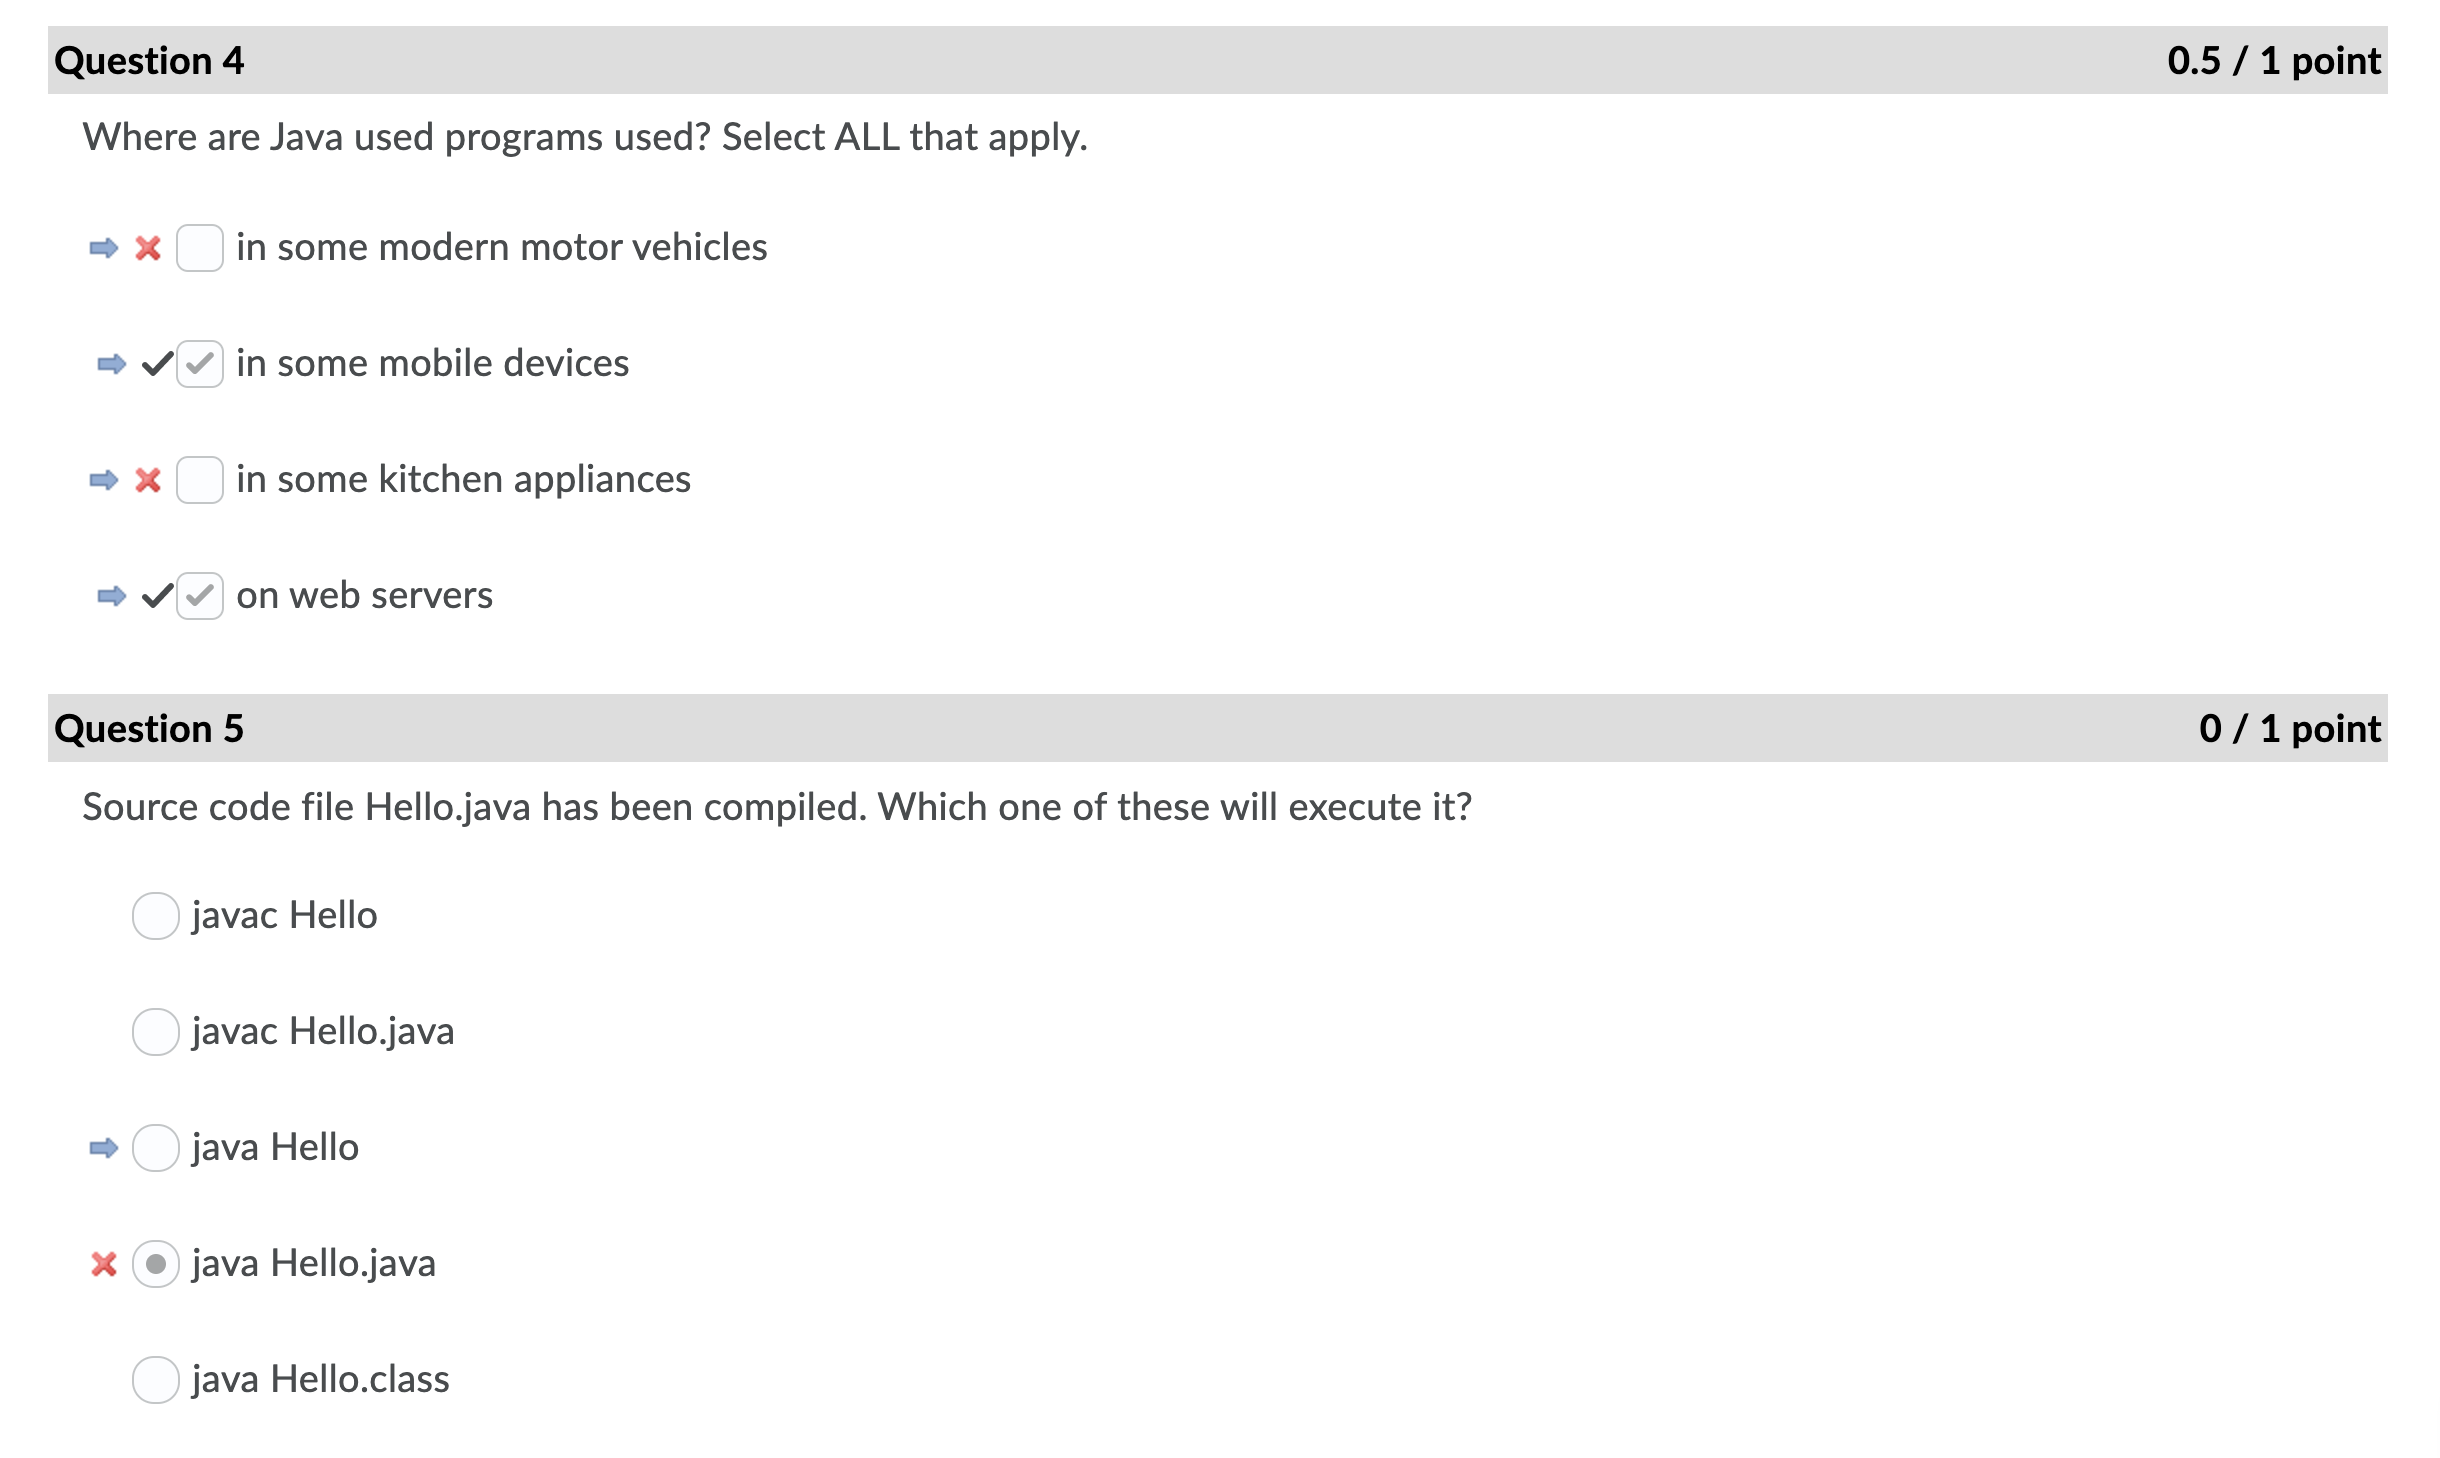 Question 4 0.5 / 1 point
Where are Java used programs used? Select ALL that apply.
in some modern motor vehicles
in some mobile devices
in some kitchen appliances
on web servers
Question 5 0 / 1 point
Source code file Hello.java has been compiled. Which one of these will execute it?
javac Hello
javac Hello.java
java Hello
java Hello.java
java Hello.class